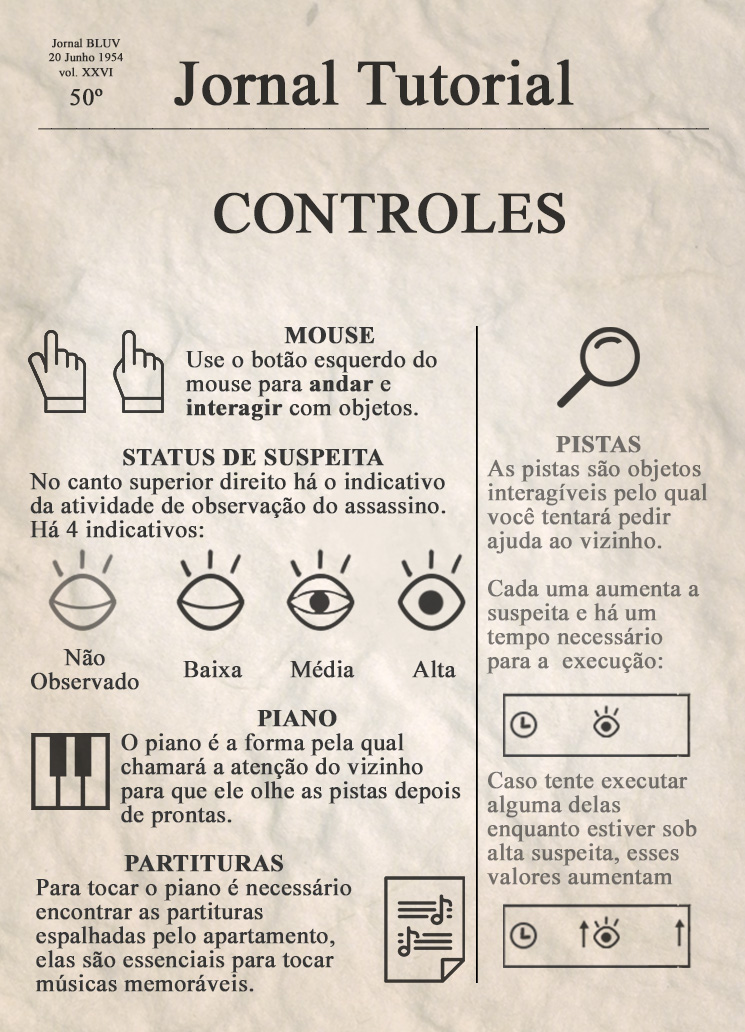 Jornal BLUV
20 Junho 1954
vol. XXVI
50º
Jornal Tutorial
CONTROLES
MOUSE
Use o botão esquerdo do
mouse para andar e
interagir com objetos.
STATUS DE SUSPEITA
No canto superior direito há o indicativo
da atividade de observação do assassino.
Há 4 indicativos:
Não
Observado
Baixa
Média
Alta
PIANO
O piano é a forma pela qual
chamará a atenção do vizinho
para que ele olhe as pistas depois
de prontas.
PARTITURAS
Para tocar o piano é necessário
encontrar as partituras
espalhadas pelo apartamento,
elas são essenciais para tocar
músicas memoráveis.
PISTAS
As pistas são objetos
interagíveis pelo qual
você tentará pedir
ajuda ao vizinho.
Cada uma aumenta a
suspeita e há um
tempo necessário
para a execução:
Caso tente executar
alguma delas
enquanto estiver sob
alta suspeita, esses
valores aumentam